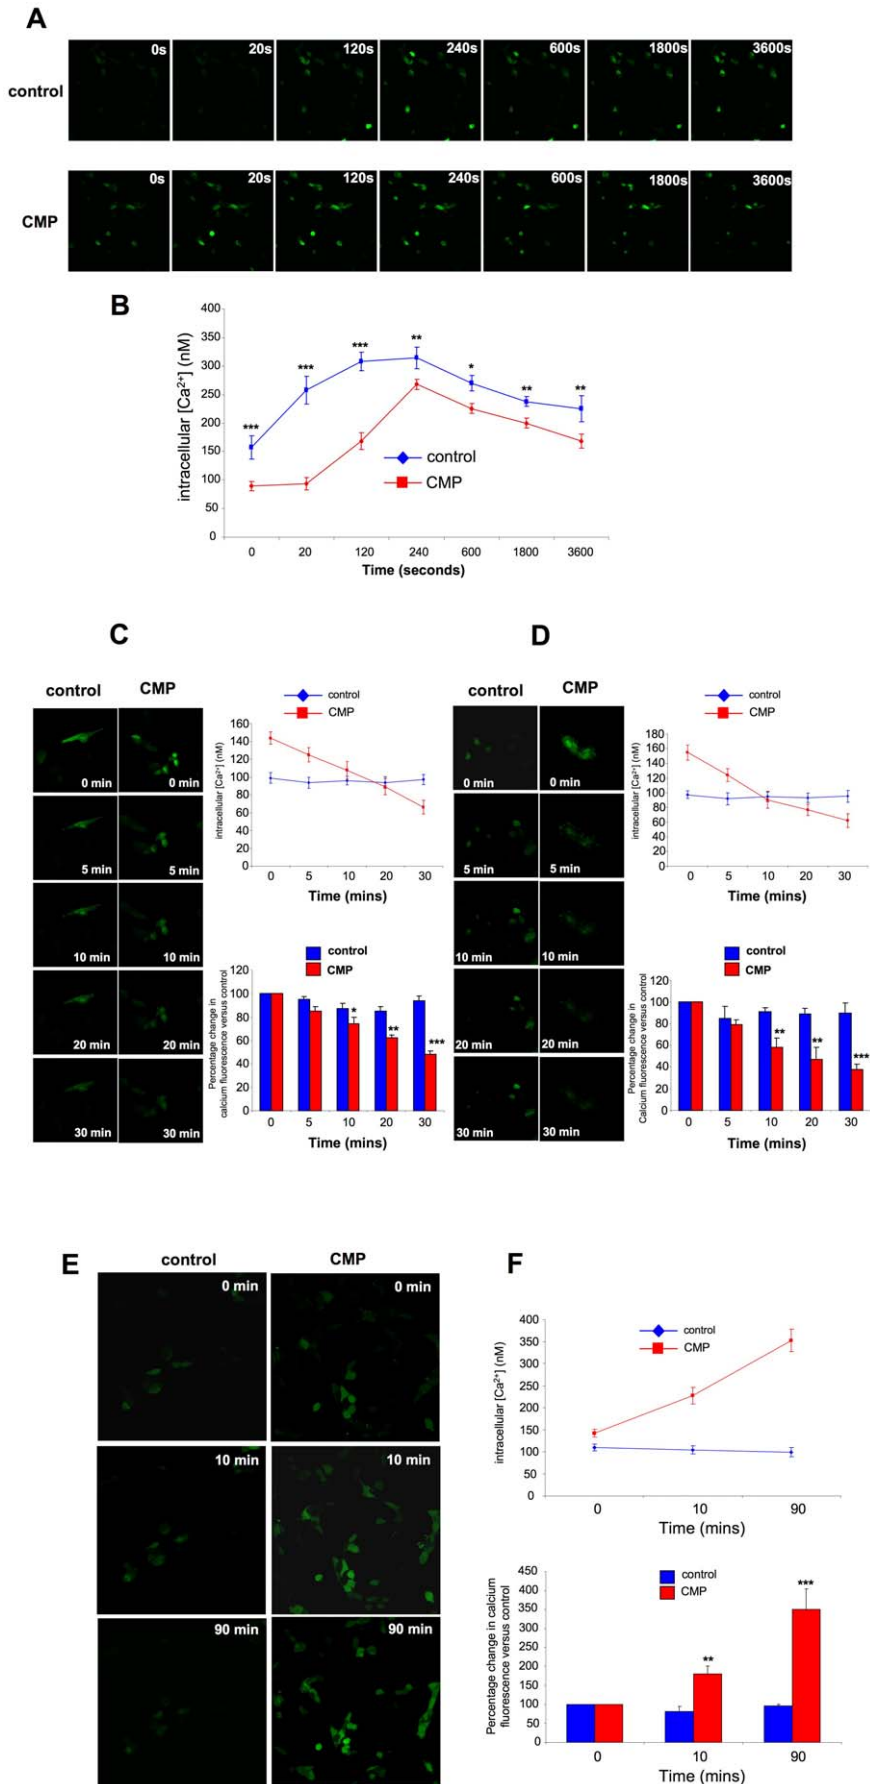 A
control
0s 20s 120s 240s 600s 1800s 3600s
CMP
0s 20s 120s 240s 600s 1800s 3600s
B
intracellular [Ca²⁺] (nM)
400
350
300
250
200
150
100
50
0
*** *** *** ** * ** **
control
CMP
0 20 120 240 600 1800 3600
Time (seconds)
C
control CMP
0 min 0 min
5 min 5 min
10 min 10 min
20 min 20 min
30 min 30 min
control
CMP
intracellular [Ca²⁺] (nM)
160
140
120
100
80
60
40
20
0
0 5 10 20 30
Time (mins)
control
CMP
Percentage change in
calcium fluorescence versus control
120
100
80
60
40
20
0
* ** ***
0 5 10 20 30
Time (mins)
D
control CMP
0 min 0 min
5 min 5 min
10 min 10 min
20 min 20 min
30 min 30 min
control
CMP
intracellular [Ca²⁺] (nM)
180
160
140
120
100
80
60
40
20
0
0 5 10 20 30
Time (mins)
control
CMP
Percentage change in
Calcium fluorescence versus control
120
100
80
60
40
20
0
** ** ***
0 5 10 20 30
Time (mins)
E
control CMP
0 min 0 min
10 min 10 min
90 min 90 min
F
intracellular [Ca²⁺] (nM)
400
350
300
250
200
150
100
50
0
control
CMP
0 10 90
Time (mins)
Percentage change in calcium
fluorescence versus control
450
400
350
300
250
200
150
100
50
0
control
CMP
** ***
0 10 90
Time (mins)